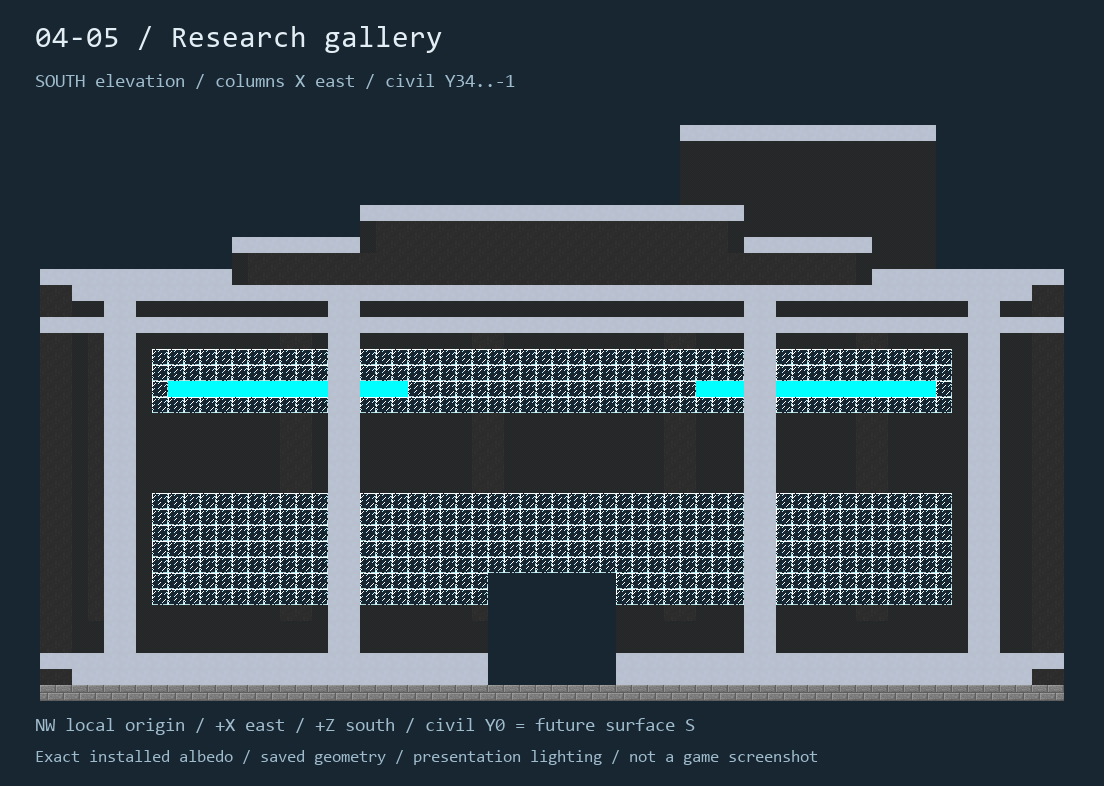 04-05 / Research gallery
SOUTH elevation / columns X east / civil Y34..-1
NW local origin / +X east / +Z south / civil Y0 = future surface S
Exact installed albedo / saved geometry / presentation lighting / not a game screenshot